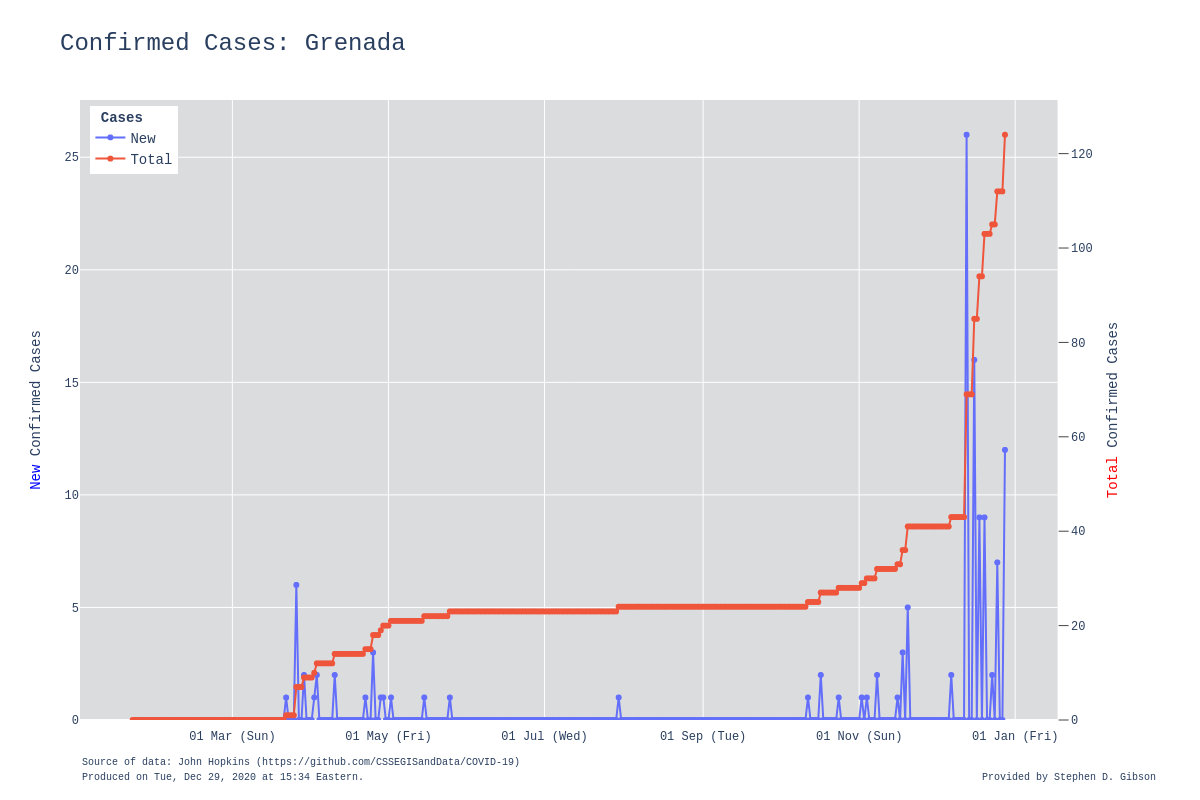 Confirmed Cases: Grenada
Cases
New
Total
25
20
15
10
5
0
120
100
80
60
40
20
0
New Confirmed Cases
Total Confirmed Cases
01 Mar (Sun)
01 May (Fri)
01 Jul (Wed)
01 Sep (Tue)
01 Nov (Sun)
01 Jan (Fri)
Source of data: John Hopkins (https://github.com/CSSEGISandData/COVID-19)
Produced on Tue, Dec 29, 2020 at 15:34 Eastern.
Provided by Stephen D. Gibson